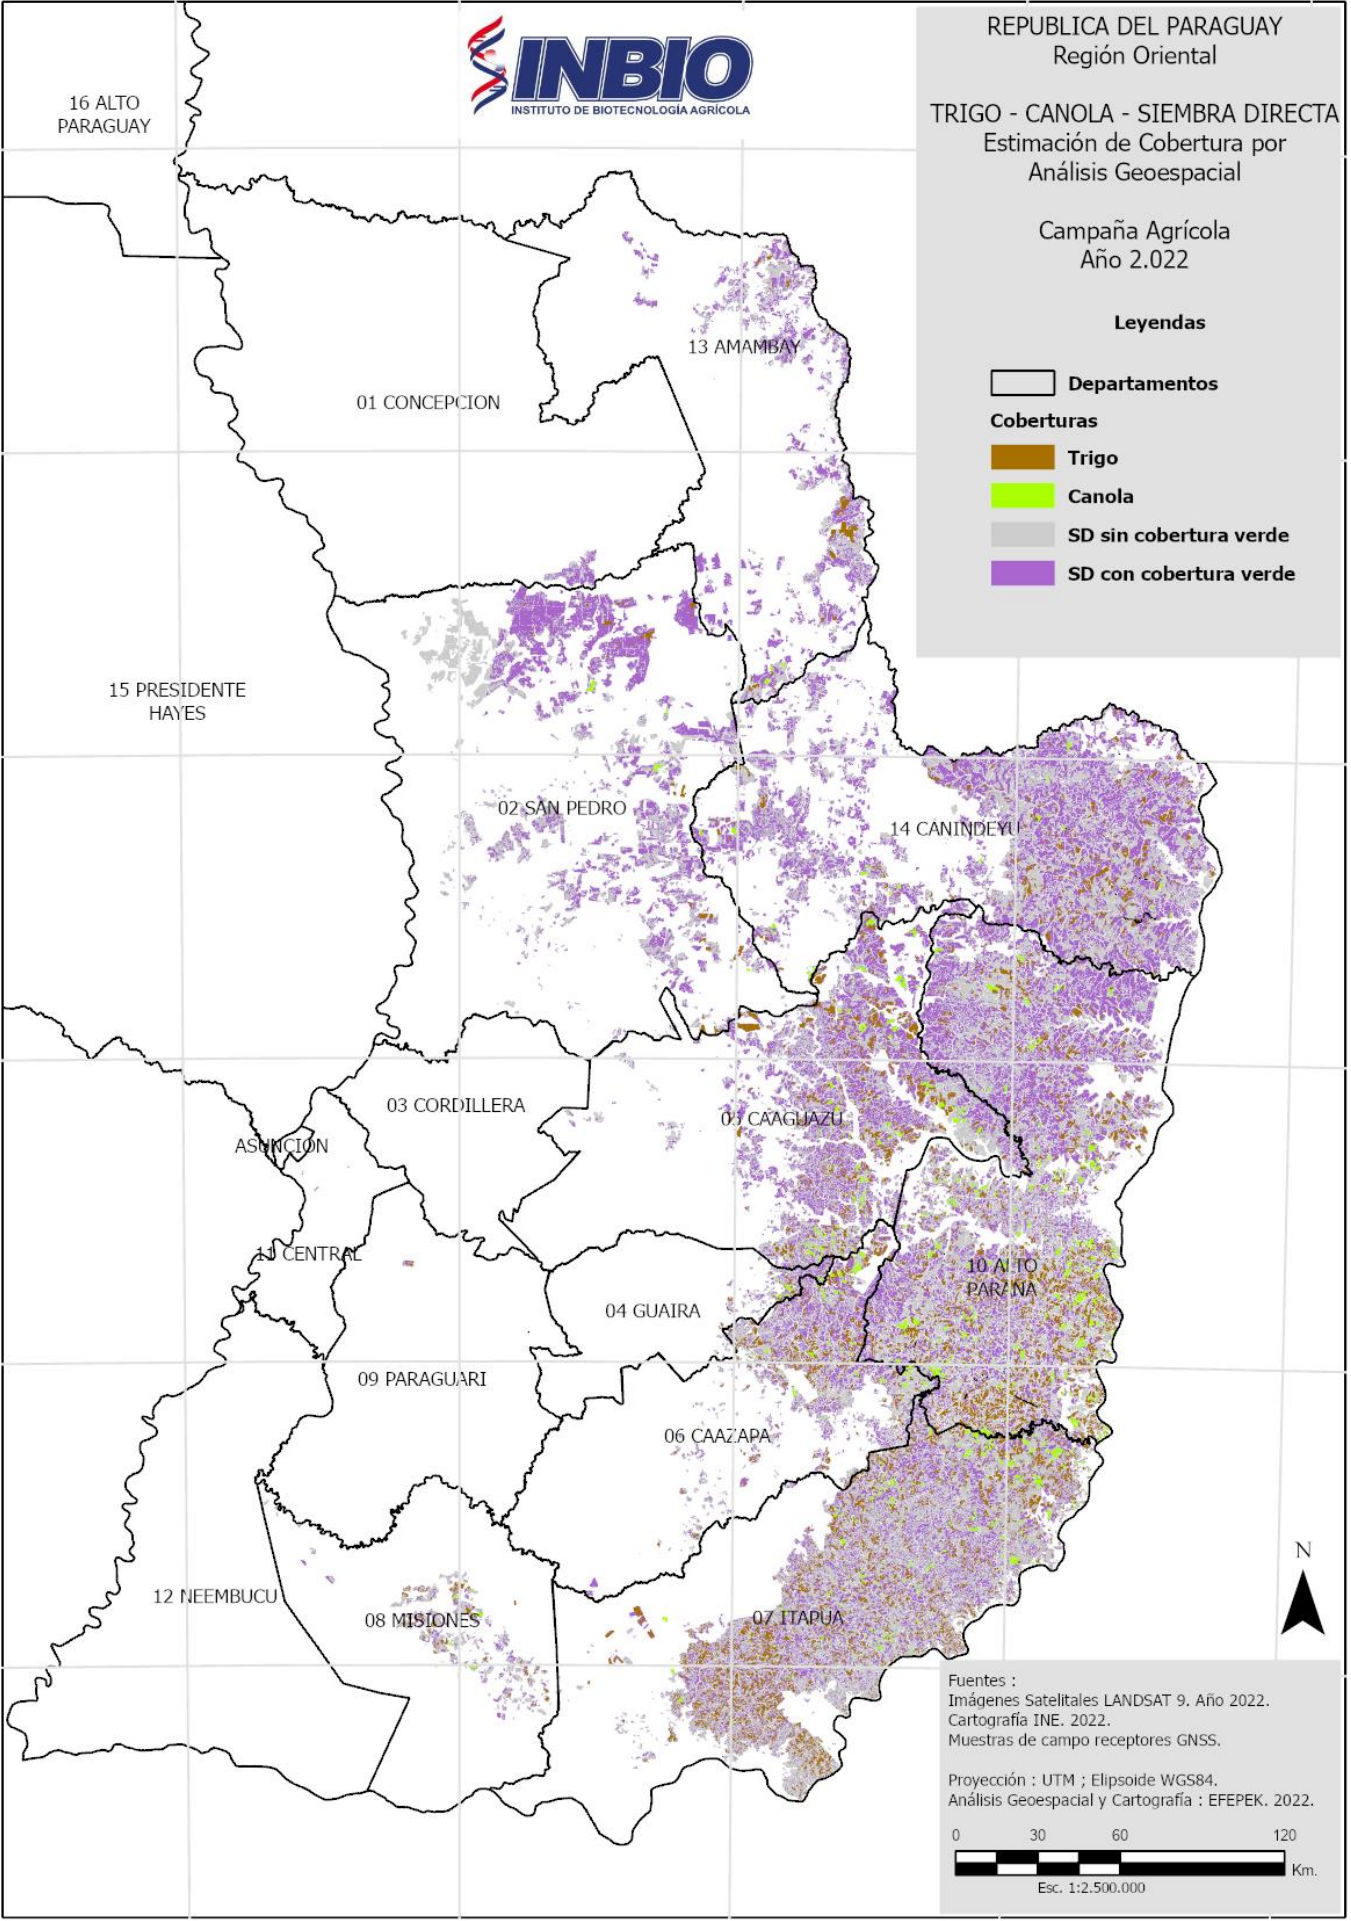 INBIO
INSTITUTO DE BIOTECNOLOGÍA AGRÍCOLA
REPUBLICA DEL PARAGUAY
Región Oriental
TRIGO - CANOLA - SIEMBRA DIRECTA
Estimación de Cobertura por
Análisis Geoespacial
Campaña Agrícola
Año 2.022
Leyendas
Departamentos
Coberturas
Trigo
Canola
SD sin cobertura verde
SD con cobertura verde
16 ALTO
PARAGUAY
13 AMAMBAY
01 CONCEPCION
15 PRESIDENTE
HAYES
02 SAN PEDRO
14 CANINDEYU
03 CORDILLERA
05 CAAGUAZU
ASUNCIÓN
11 CENTRAL
10 ALTO
PARANA
04 GUAIRA
09 PARAGUARI
06 CAAZAPA
12 NEEMBUCU
08 MISIONES
07 ITAPUA
N
Fuentes :
Imágenes Satelitales LANDSAT 9. Año 2022.
Cartografía INE. 2022.
Muestras de campo receptores GNSS.
Proyección : UTM ; Elipsoide WGS84.
Análisis Geoespacial y Cartografía : EFEPEK. 2022.
0 30 60 120
Km.
Esc. 1:2.500.000